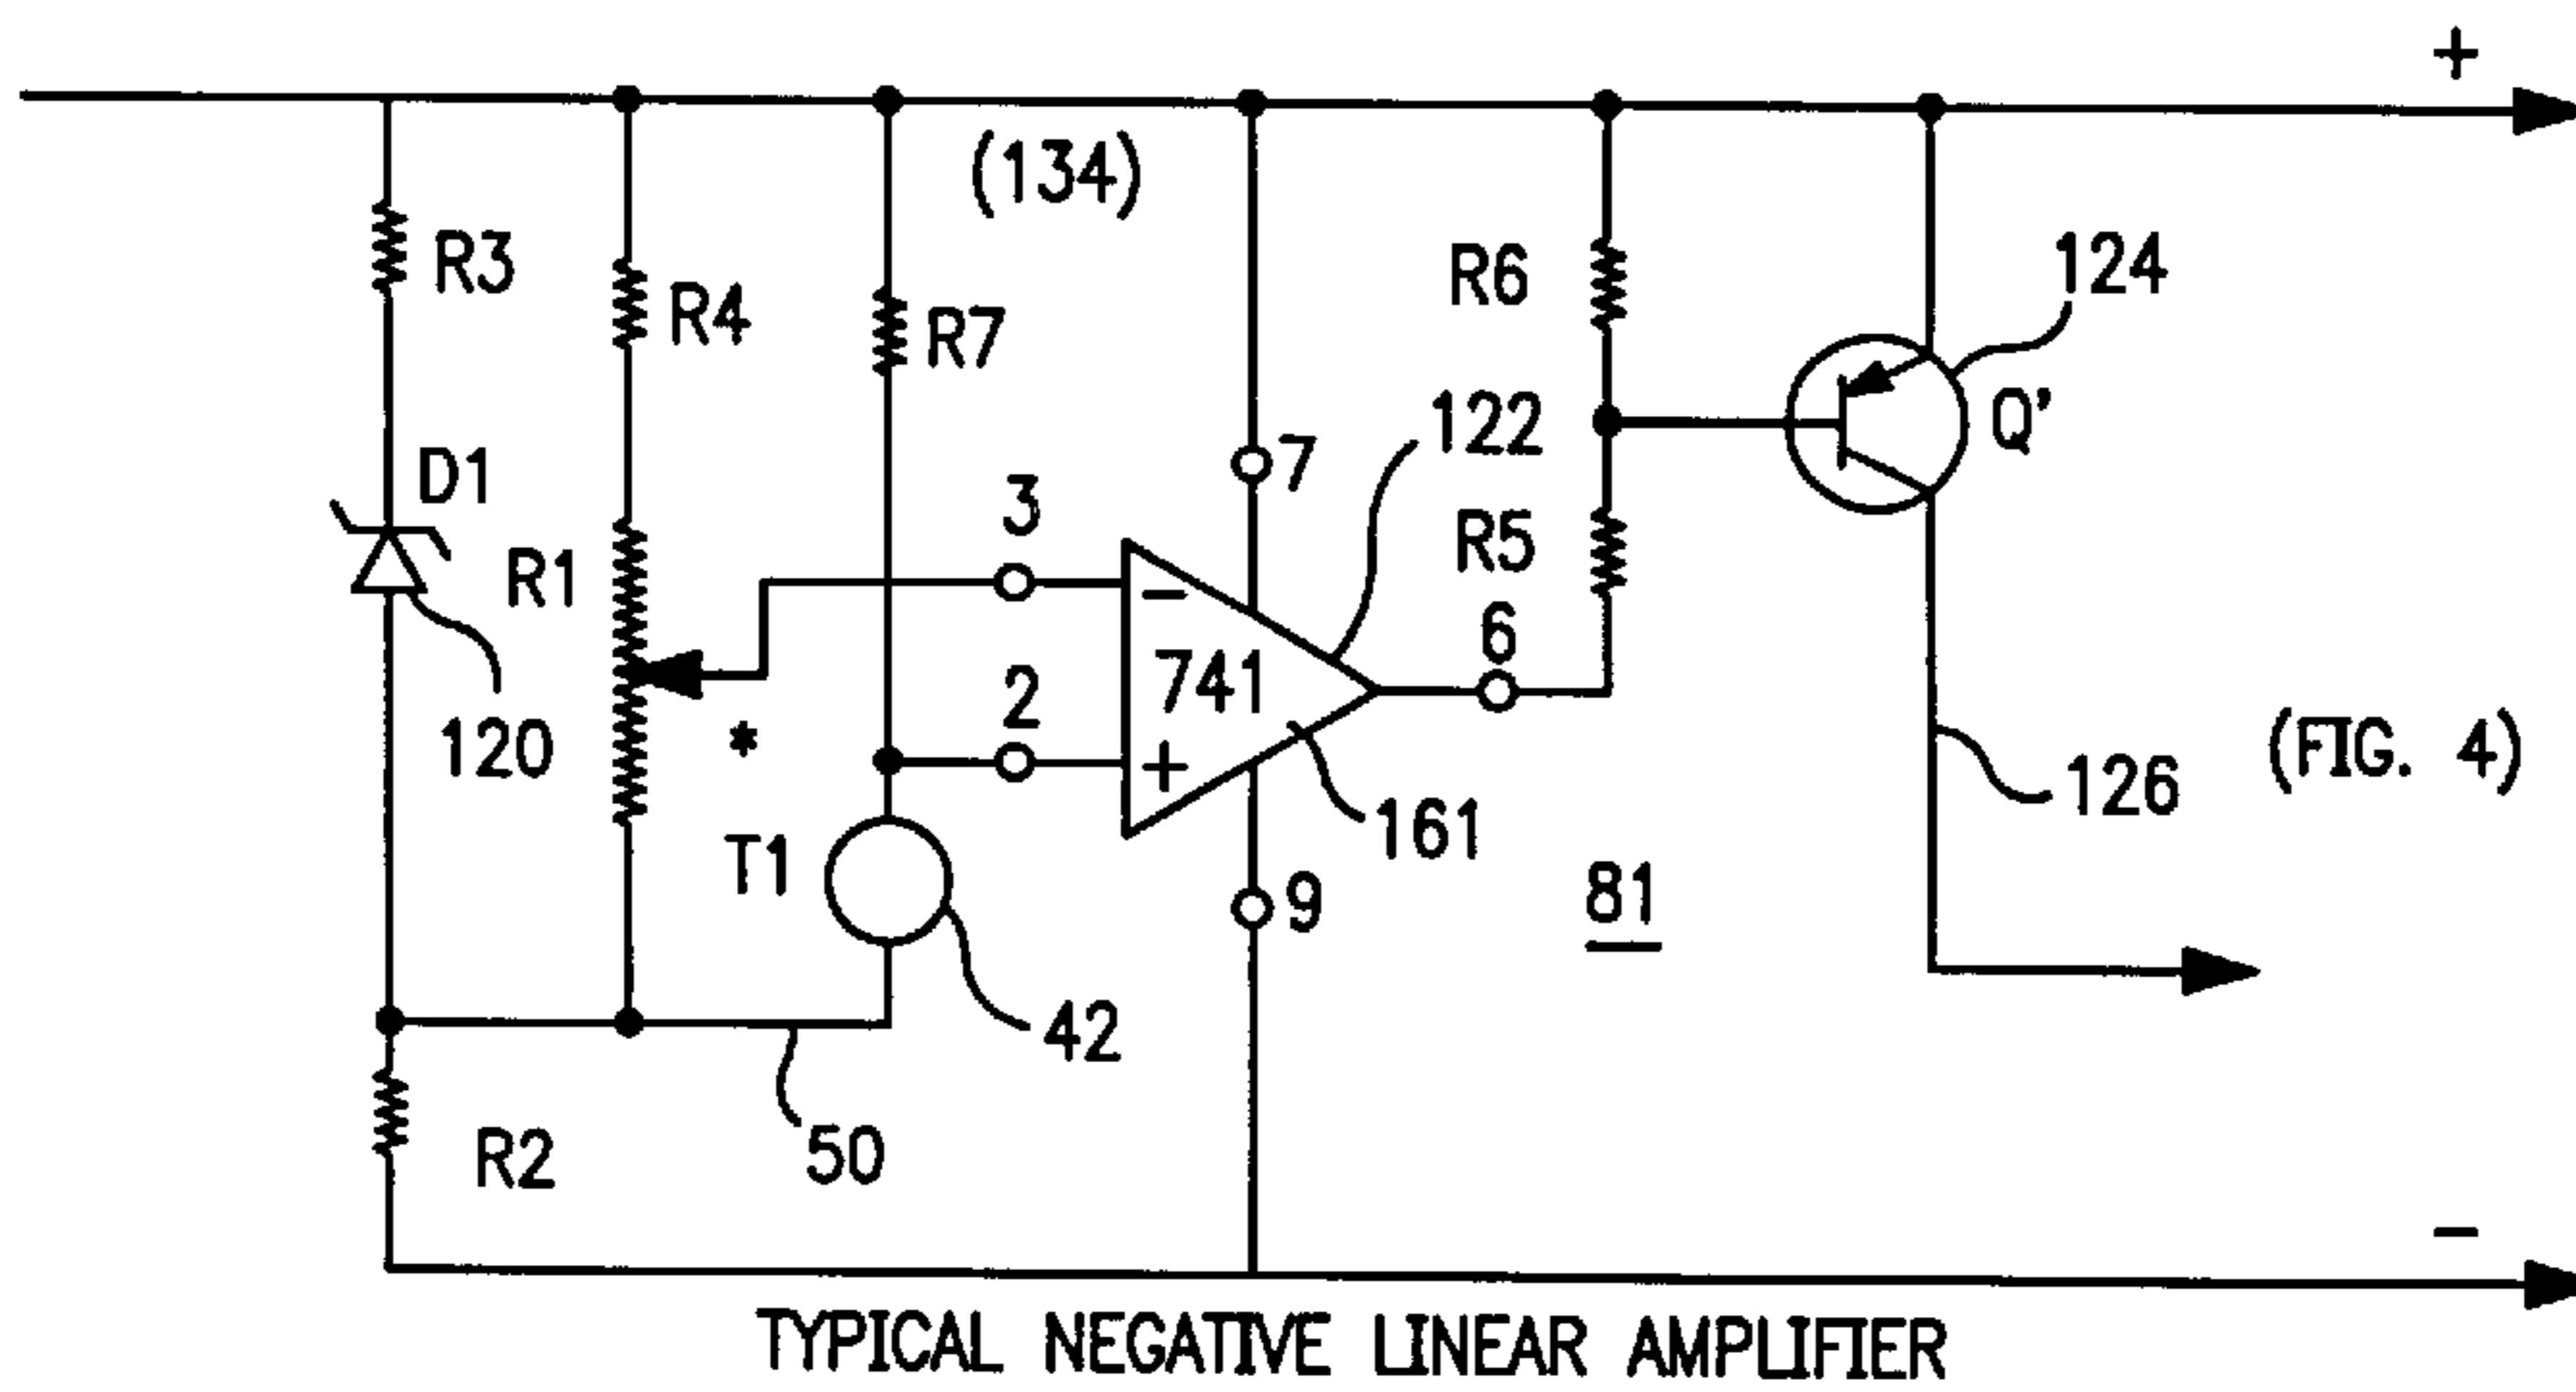 +
(134)
R3
R4
R7
R6
124
Q'
D1
R1
3
7
122
R5
120
*
2
741
-
+
6
161
126
(FIG. 4)
T1
9
81
42
50
R2
-
TYPICAL NEGATIVE LINEAR AMPLIFIER